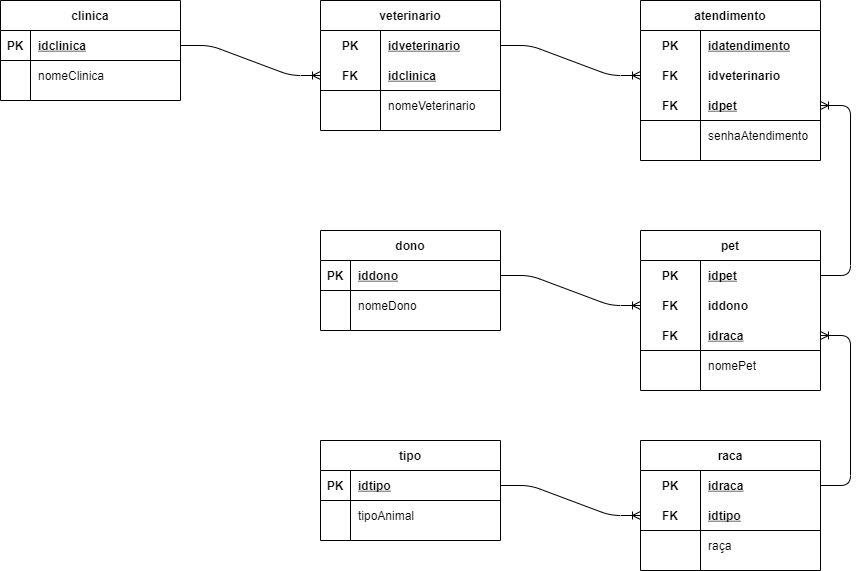 clinica
PK idclinica
nomeClinica
veterinario
PK idveterinario
FK idclinica
nomeVeterinario
atendimento
PK idatendimento
FK idveterinario
FK idpet
senhaAtendimento
dono
PK iddono
nomeDono
pet
PK idpet
FK iddono
FK idraca
nomePet
tipo
PK idtipo
tipoAnimal
raca
PK idraca
FK idtipo
raça